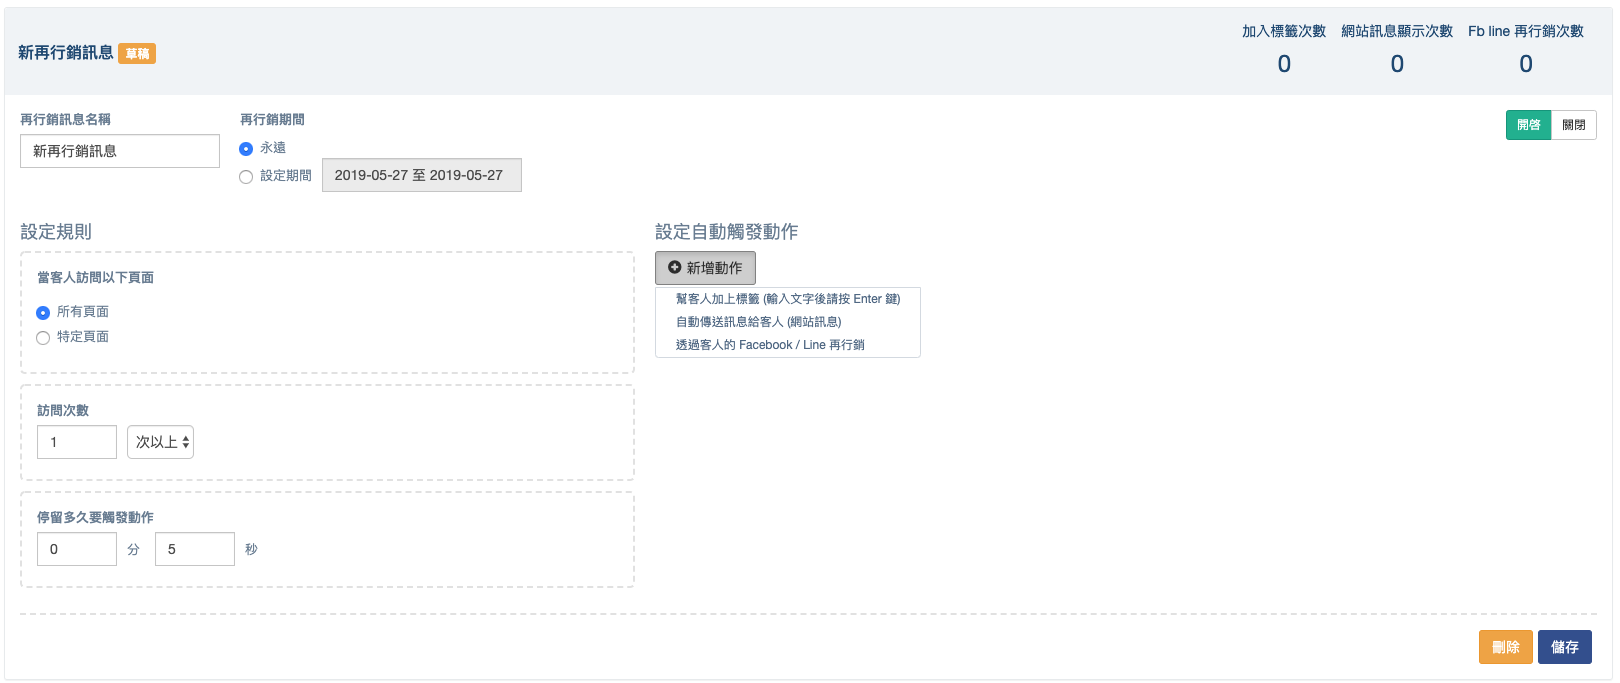 新再行銷訊息 草稿
加入標籤次數 網站訊息顯示次數 Fb line 再行銷次數
0 0 0
再行銷訊息名稱
新再行銷訊息
再行銷期間
永遠
設定期間 2019-05-27 至 2019-05-27
開啓 關閉
設定規則
當客人訪問以下頁面
所有頁面
特定頁面
訪問次數
1 次以上
停留多久要觸發動作
0 分 5 秒
設定自動觸發動作
新增動作
幫客人加上標籤 (輸入文字後請按 Enter 鍵)
自動傳送訊息給客人 (網站訊息)
透過客人的 Facebook / Line 再行銷
刪除 儲存